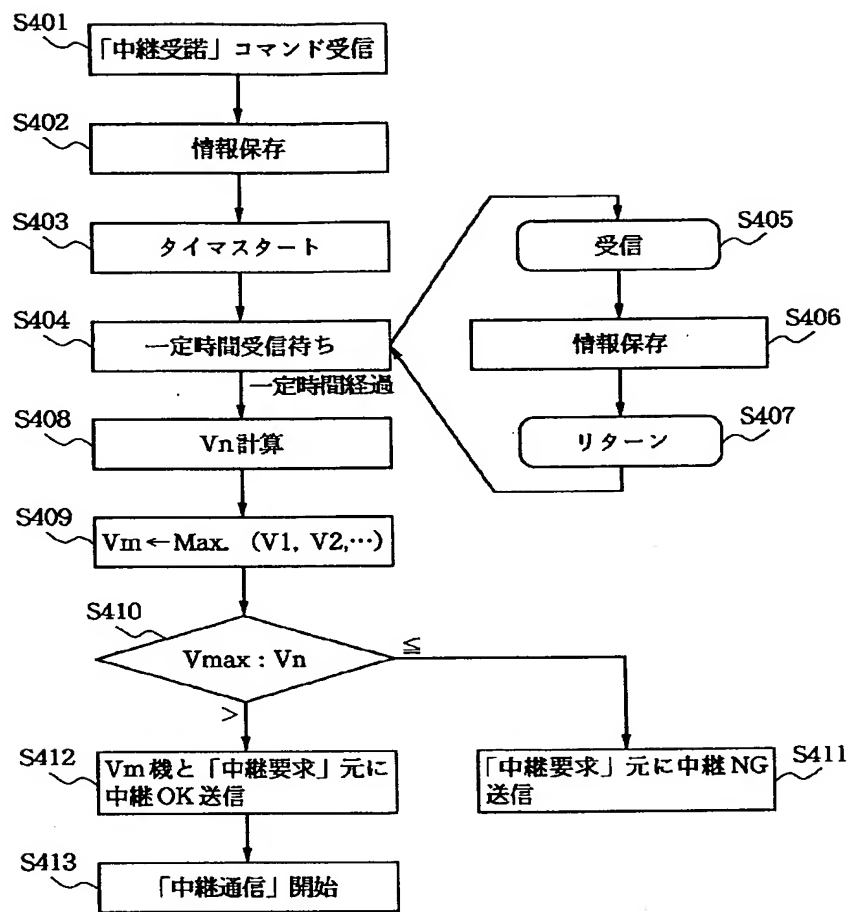 S401
「中継受諾」コマンド受信
S402
情報保存
S403
タイマスタート
S404
一定時間受信待ち
一定時間経過
S405
受信
S406
情報保存
S407
リターン
S408
Vn計算
S409
Vm←Max. (V1, V2,…)
S410
Vmax : Vn
≦
>
S412
Vm機と「中継要求」元に
中継OK送信
S411
「中継要求」元に中継NG
送信
S413
「中継通信」開始